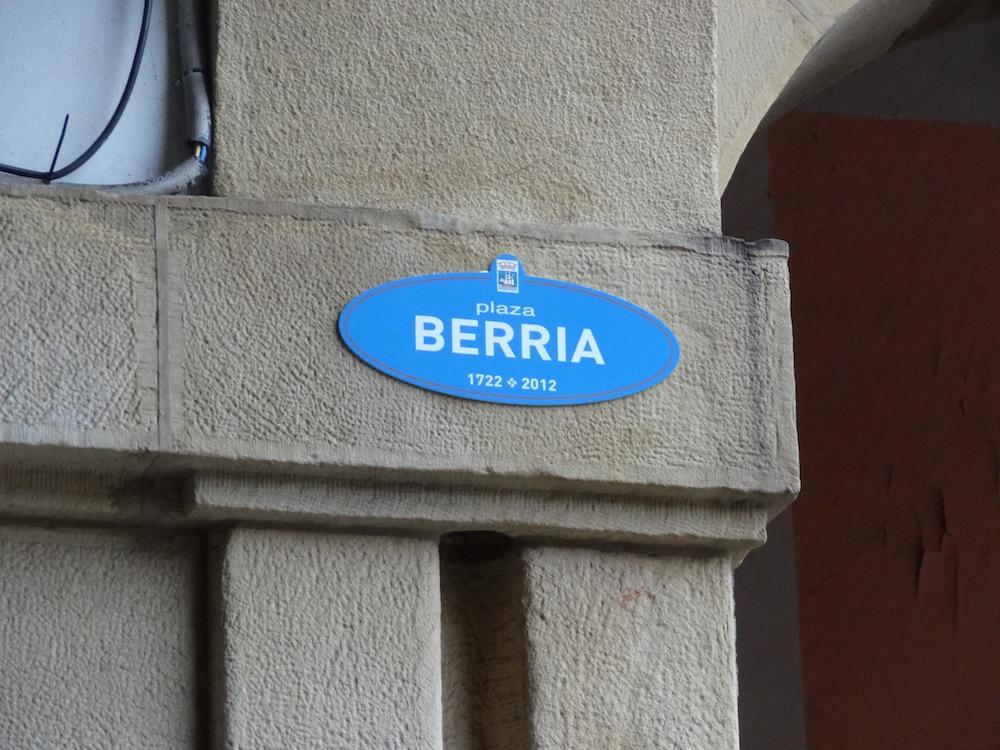 plaza
BERRIA
1722 ✤ 2012